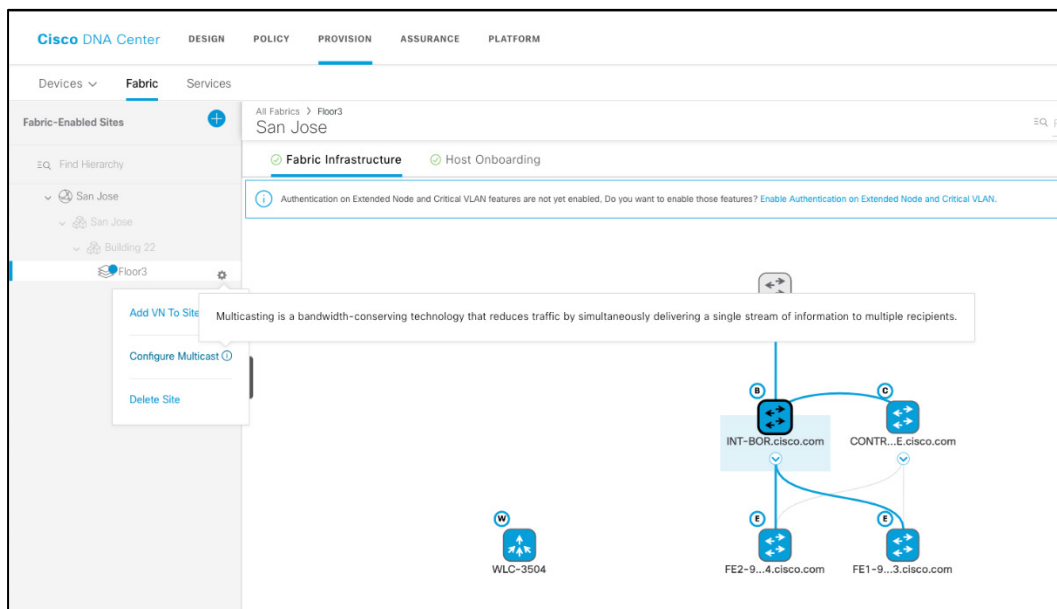 Cisco DNA Center DESIGN POLICY PROVISION ASSURANCE PLATFORM
Devices Fabric Services
Fabric-Enabled Sites
All Fabrics > Floor3
San Jose
EQ Find Hierarchy
Fabric Infrastructure Host Onboarding
San Jose
San Jose
Building 22
Floor3
i Authentication on Extended Node and Critical VLAN features are not yet enabled, Do you want to enable those features? Enable Authentication on Extended Node and Critical VLAN.
Add VN To Site
Multicasting is a bandwidth-conserving technology that reduces traffic by simultaneously delivering a single stream of information to multiple recipients.
Configure Multicast i
Delete Site
B
C
INT-BOR.cisco.com
CONTR...E.cisco.com
W
E
E
WLC-3504
FE2-9...4.cisco.com
FE1-9...3.cisco.com